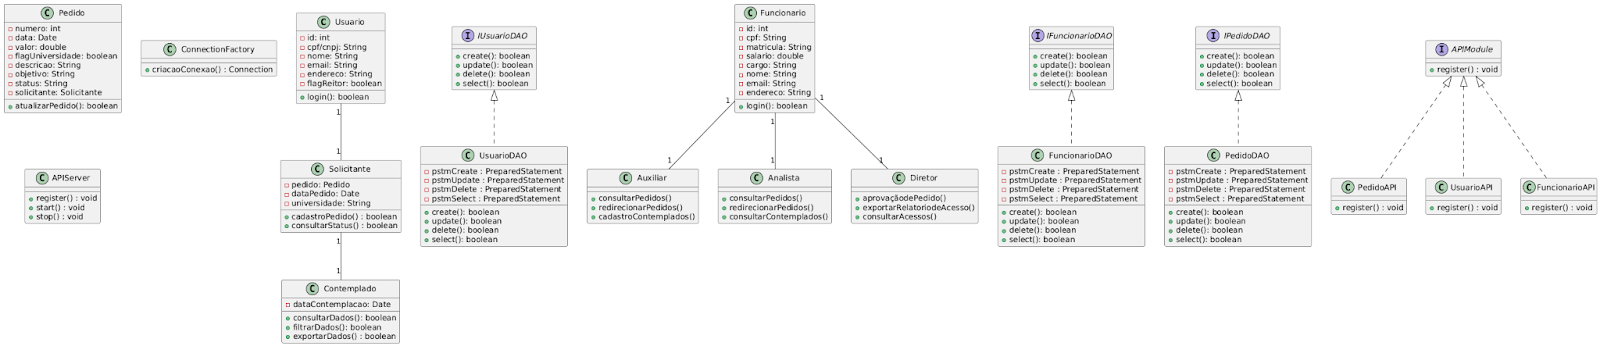 C Pedido
numero: int
data: Date
valor: double
flagUniversidade: boolean
descricao: String
objetivo: String
status: String
solicitante: Solicitante
atualizarPedido(): boolean
C ConnectionFactory
criacaoConexao() : Connection
C Usuario
id: int
cpf/cnpj: String
nome: String
email: String
endereco: String
flagReitor: boolean
login(): boolean
I IUsuarioDAO
create(): boolean
update(): boolean
delete(): boolean
select(): boolean
C Funcionario
id: int
cpf: String
matricula: String
salario: double
cargo: String
nome: String
email: String
endereco: String
login(): boolean
I IFuncionarioDAO
create(): boolean
update(): boolean
delete(): boolean
select(): boolean
I IPedidoDAO
create(): boolean
update(): boolean
delete(): boolean
select(): boolean
I APIModule
register() : void
1
1
1
1
1
1
1
1
C APIServer
register() : void
start() : void
stop() : void
C Solicitante
pedido: Pedido
dataPedido: Date
universidade: String
cadastroPedido() : boolean
consultarStatus() : boolean
C UsuarioDAO
pstmCreate : PreparedStatement
pstmUpdate : PreparedStatement
pstmDelete : PreparedStatement
pstmSelect : PreparedStatement
create(): boolean
update(): boolean
delete(): boolean
select(): boolean
C Auxiliar
consultarPedidos()
redirecionarPedidos()
cadastroContemplados()
C Analista
consultarPedidos()
redirecionarPedidos()
consultarContemplados()
C Diretor
aprovaçãodePedido()
exportarRelatoriodeAcesso()
consultarAcessos()
C FuncionarioDAO
pstmCreate : PreparedStatement
pstmUpdate : PreparedStatement
pstmDelete : PreparedStatement
pstmSelect : PreparedStatement
create(): boolean
update(): boolean
delete(): boolean
select(): boolean
C PedidoDAO
pstmCreate : PreparedStatement
pstmUpdate : PreparedStatement
pstmDelete : PreparedStatement
pstmSelect : PreparedStatement
create(): boolean
update(): boolean
delete(): boolean
select(): boolean
C PedidoAPI
register() : void
C UsuarioAPI
register() : void
C FuncionarioAPI
register() : void
1
1
C Contemplado
dataContemplacao: Date
consultarDados(): boolean
filtrarDados(): boolean
exportarDados() : boolean